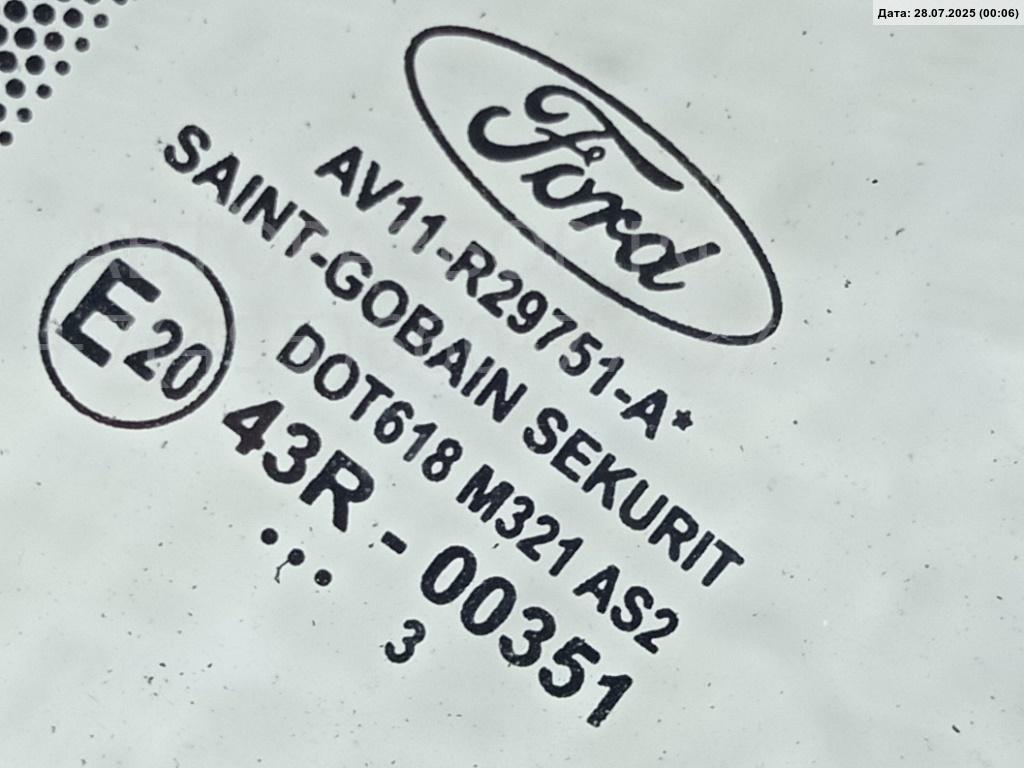 Дата: 28.07.2025 (00:06)
Ford
AV11-R29751-A*
SAINT-GOBAIN SEKURIT
DOT618 M321 AS2
E20
43R - 00351
...
3